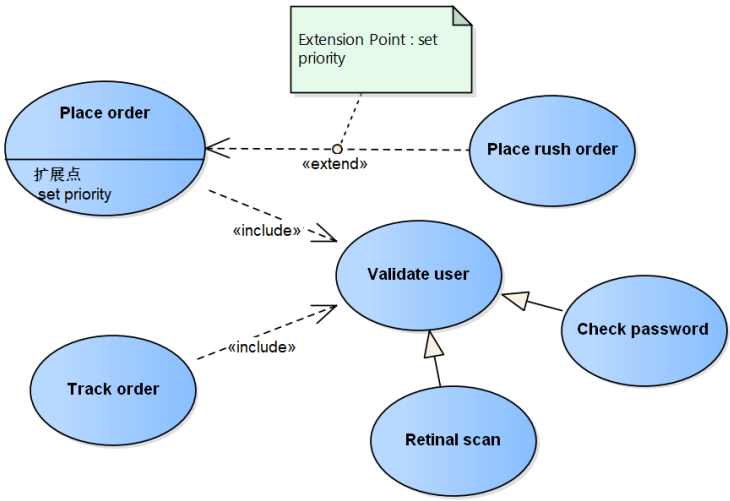 Extension Point : set
priority
Place order
扩展点
set priority
«extend»
Place rush order
«include»
Validate user
Check password
«include»
Track order
Retinal scan